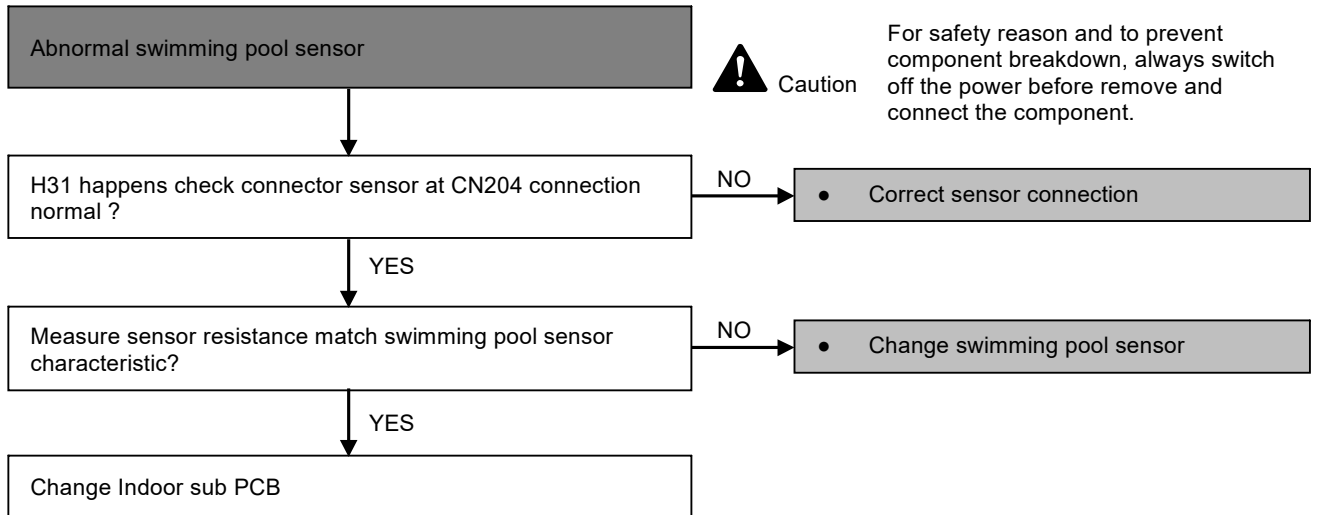 Abnormal swimming pool sensor
Caution
For safety reason and to prevent
component breakdown, always switch
off the power before remove and
connect the component.
H31 happens check connector sensor at CN204 connection
normal ?
NO
● Correct sensor connection
YES
Measure sensor resistance match swimming pool sensor
characteristic?
NO
● Change swimming pool sensor
YES
Change Indoor sub PCB